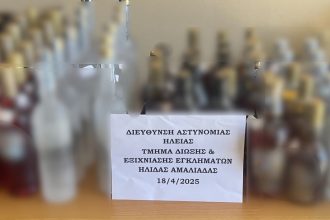 ΔΙΕΥΘΥΝΣΗ ΑΣΤΥΝΟΜΙΑΣ
ΗΛΕΙΑΣ
ΤΜΗΜΑ ΔΙΩΞΗΣ &
ΕΞΙΧΝΙΑΣΗΣ ΕΓΚΛΗΜΑΤΩΝ
ΗΛΙΔΑΣ ΑΜΑΛΙΑΔΑΣ
18/4/2025